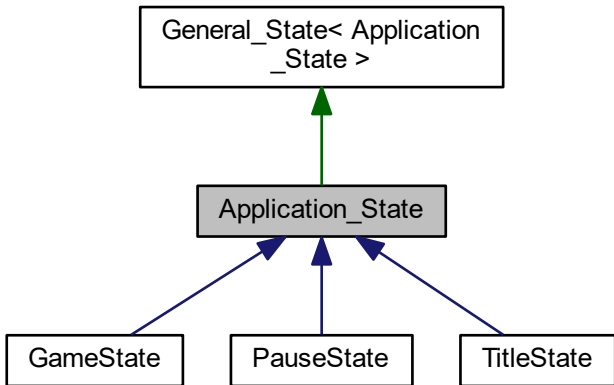 General_State< Application
_State >
Application_State
GameState
PauseState
TitleState